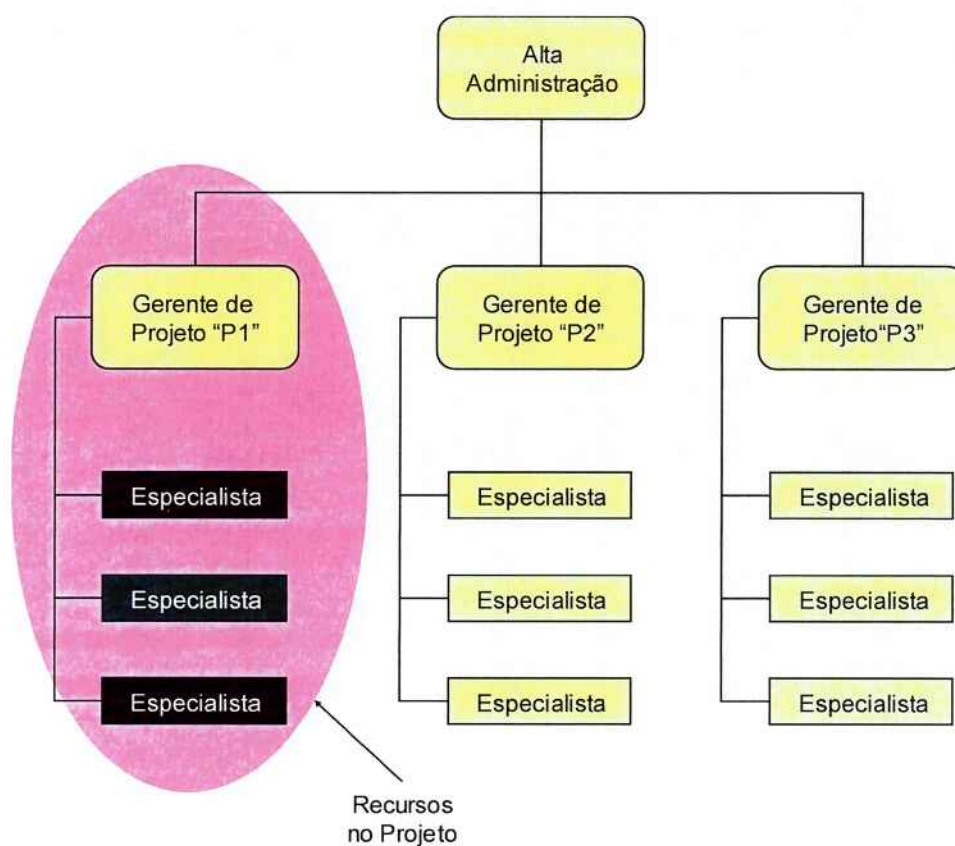 Alta
Administração
Gerente de
Projeto “P1”
Gerente de
Projeto “P2”
Gerente de
Projeto“P3”
Especialista
Especialista
Especialista
Especialista
Especialista
Especialista
Especialista
Especialista
Especialista
Recursos
no Projeto